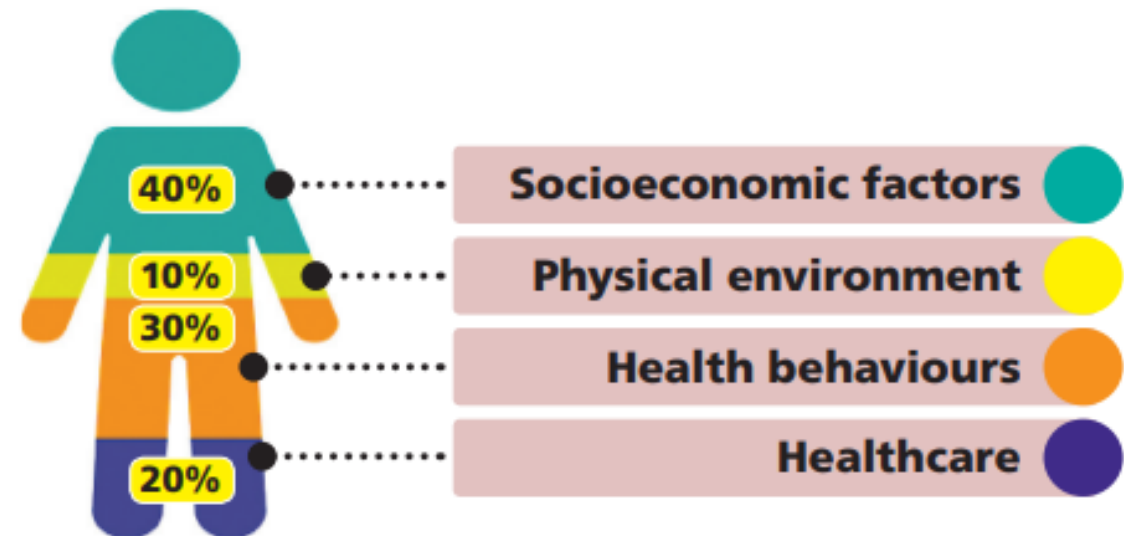 40%
Socioeconomic factors
10%
Physical environment
30%
Health behaviours
20%
Healthcare